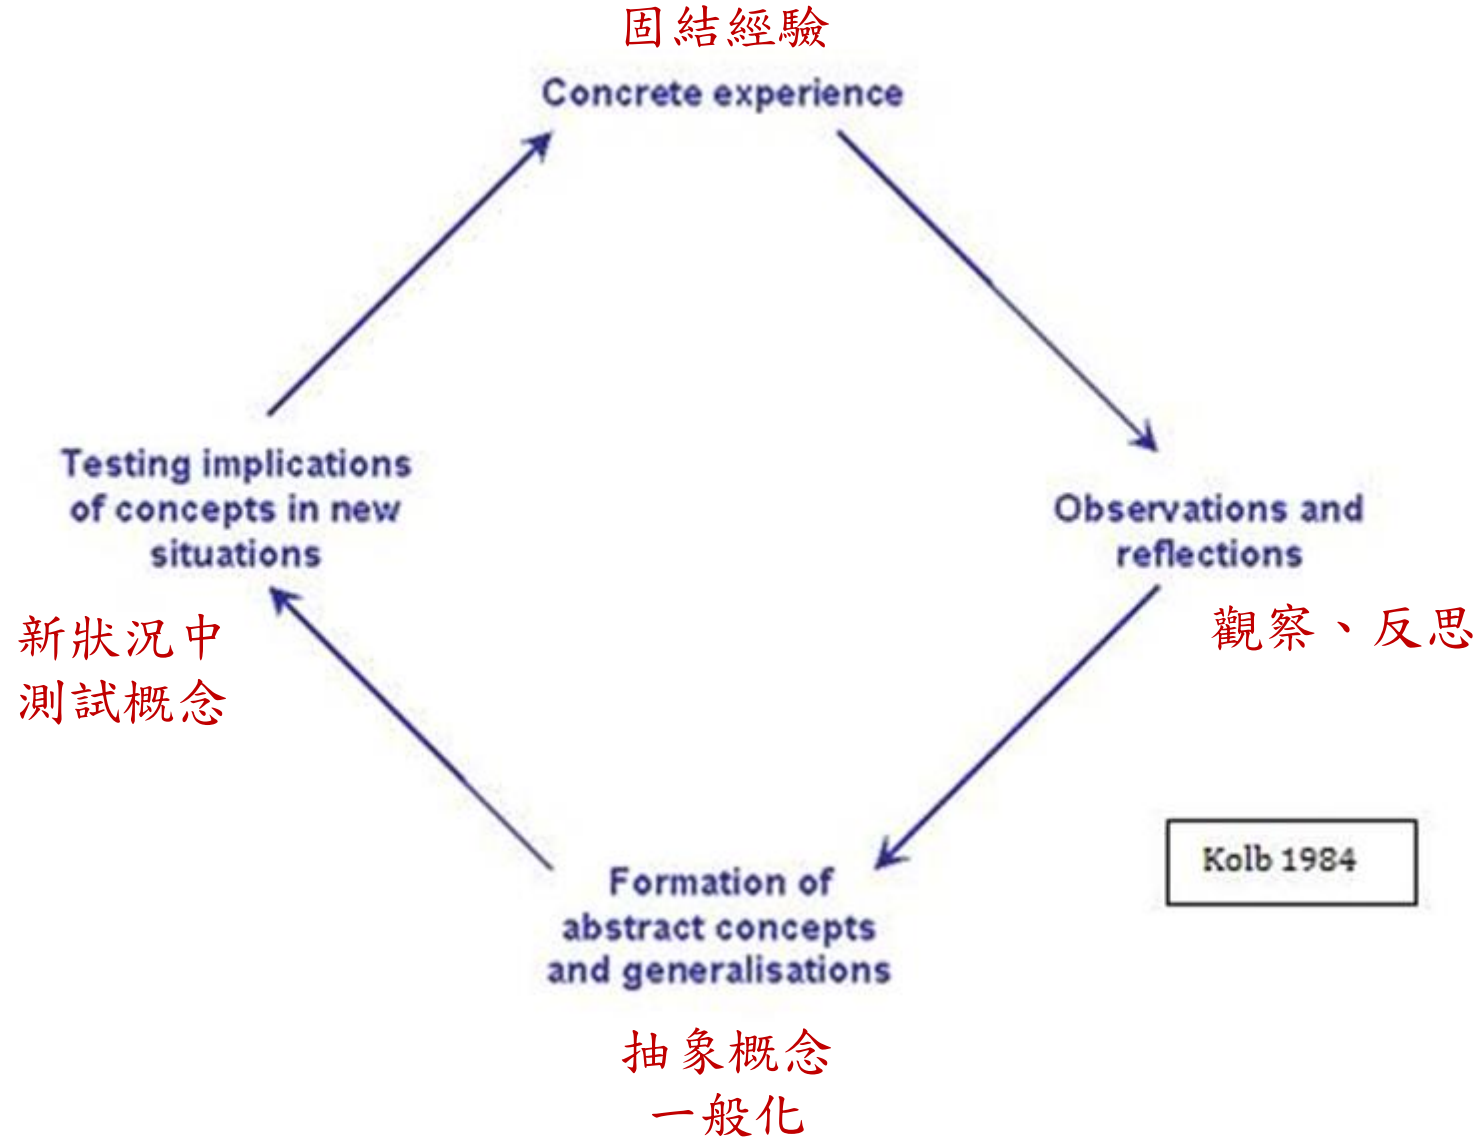 固結經驗
Concrete experience
Testing implications
of concepts in new
situations
新狀況中
測試概念
Observations and
reflections
觀察、反思
Kolb 1984
Formation of
abstract concepts
and generalisations
抽象概念
一般化